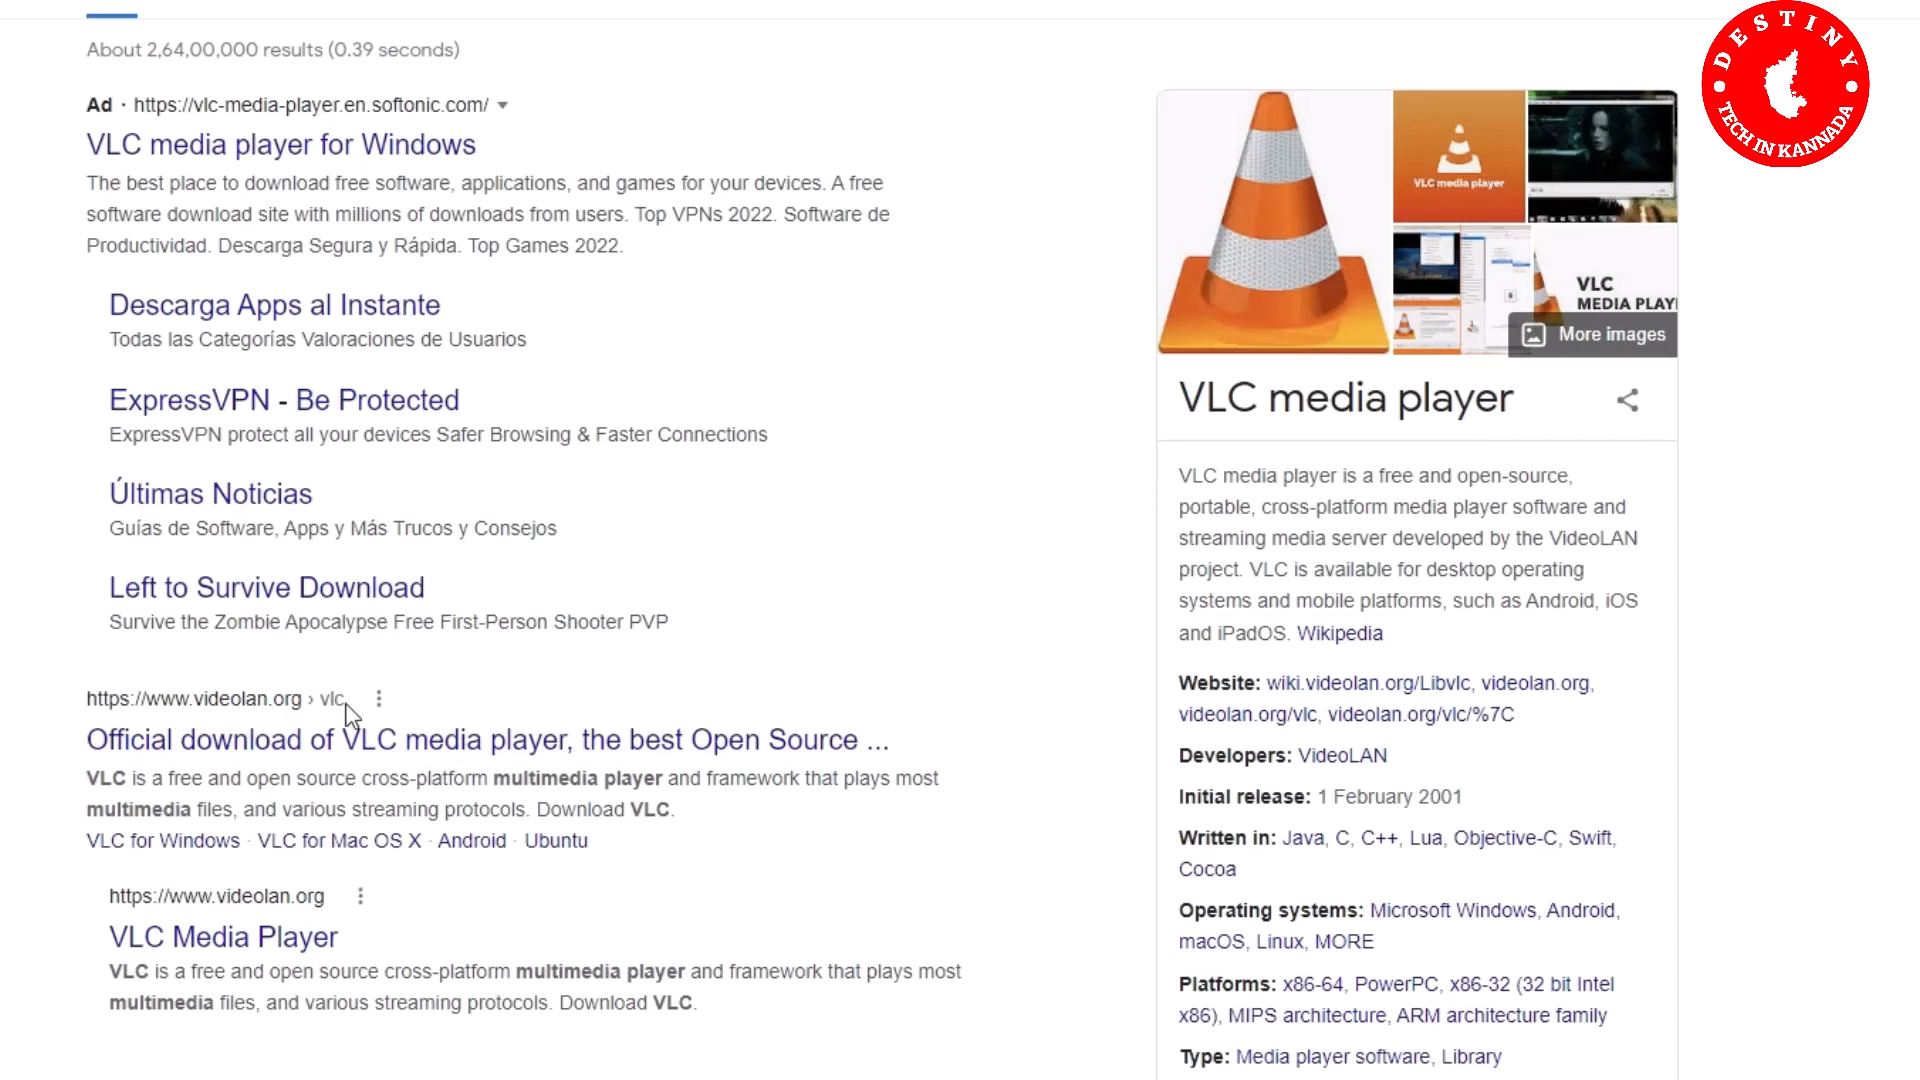 About 2,64,00,000 results (0.39 seconds)
Ad · https://vlc-media-player.en.softonic.com/
VLC media player for Windows
The best place to download free software, applications, and games for your devices. A free
software download site with millions of downloads from users. Top VPNs 2022. Software de
Productividad. Descarga Segura y Rápida. Top Games 2022.
Descarga Apps al Instante
Todas las Categorías Valoraciones de Usuarios
ExpressVPN - Be Protected
ExpressVPN protect all your devices Safer Browsing & Faster Connections
Últimas Noticias
Guías de Software, Apps y Más Trucos y Consejos
Left to Survive Download
Survive the Zombie Apocalypse Free First-Person Shooter PVP
https://www.videolan.org › vlc
Official download of VLC media player, the best Open Source ...
VLC is a free and open source cross-platform multimedia player and framework that plays most
multimedia files, and various streaming protocols. Download VLC.
VLC for Windows · VLC for Mac OS X · Android · Ubuntu
https://www.videolan.org
VLC Media Player
VLC is a free and open source cross-platform multimedia player and framework that plays most
multimedia files, and various streaming protocols. Download VLC.
VLC media player
VLC
MEDIA PLAY
More images
VLC media player
VLC media player is a free and open-source,
portable, cross-platform media player software and
streaming media server developed by the VideoLAN
project. VLC is available for desktop operating
systems and mobile platforms, such as Android, iOS
and iPadOS. Wikipedia
Website: wiki.videolan.org/Libvlc, videolan.org,
videolan.org/vlc, videolan.org/vlc/%7C
Developers: VideoLAN
Initial release: 1 February 2001
Written in: Java, C, C++, Lua, Objective-C, Swift,
Cocoa
Operating systems: Microsoft Windows, Android,
macOS, Linux, MORE
Platforms: x86-64, PowerPC, x86-32 (32 bit Intel
x86), MIPS architecture, ARM architecture family
Type: Media player software, Library
DESTINY
TECH IN KANNADA